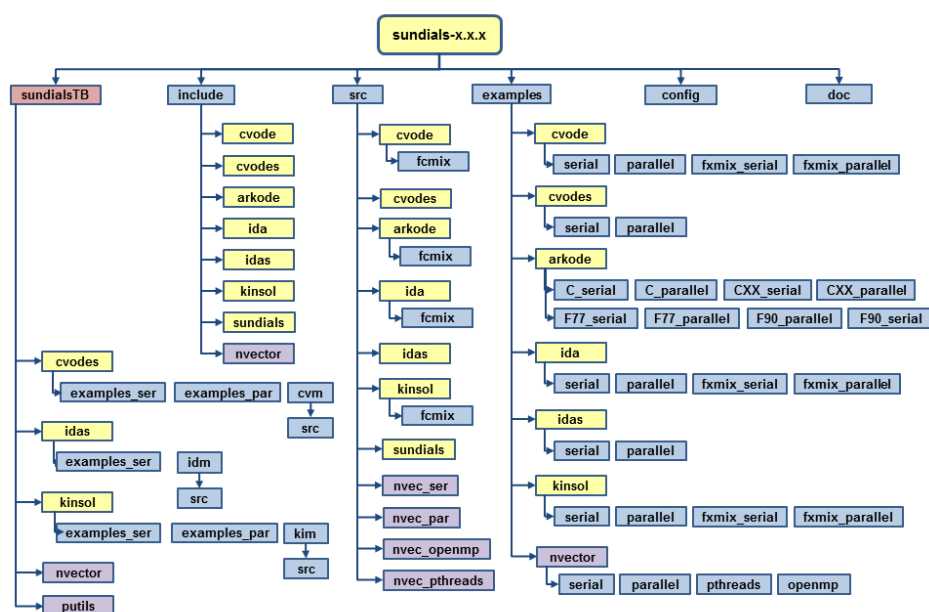 sundials-x.x.x
sundialsTB
include
src
examples
config
doc
cvodes
examples_ser
examples_par
cvm
src
idas
examples_ser
idm
src
kinsol
examples_ser
examples_par
kim
src
nvector
putils
cvode
cvodes
arkode
ida
idas
kinsol
sundials
nvector
cvode
fcmix
cvodes
arkode
fcmix
ida
fcmix
idas
kinsol
fcmix
sundials
nvec_ser
nvec_par
nvec_openmp
nvec_pthreads
cvode
serial
parallel
fxmix_serial
fxmix_parallel
cvodes
serial
parallel
arkode
C_serial
C_parallel
CXX_serial
CXX_parallel
F77_serial
F77_parallel
F90_parallel
F90_serial
ida
serial
parallel
fxmix_serial
fxmix_parallel
idas
serial
parallel
kinsol
serial
parallel
fxmix_serial
fxmix_parallel
nvector
serial
parallel
pthreads
openmp